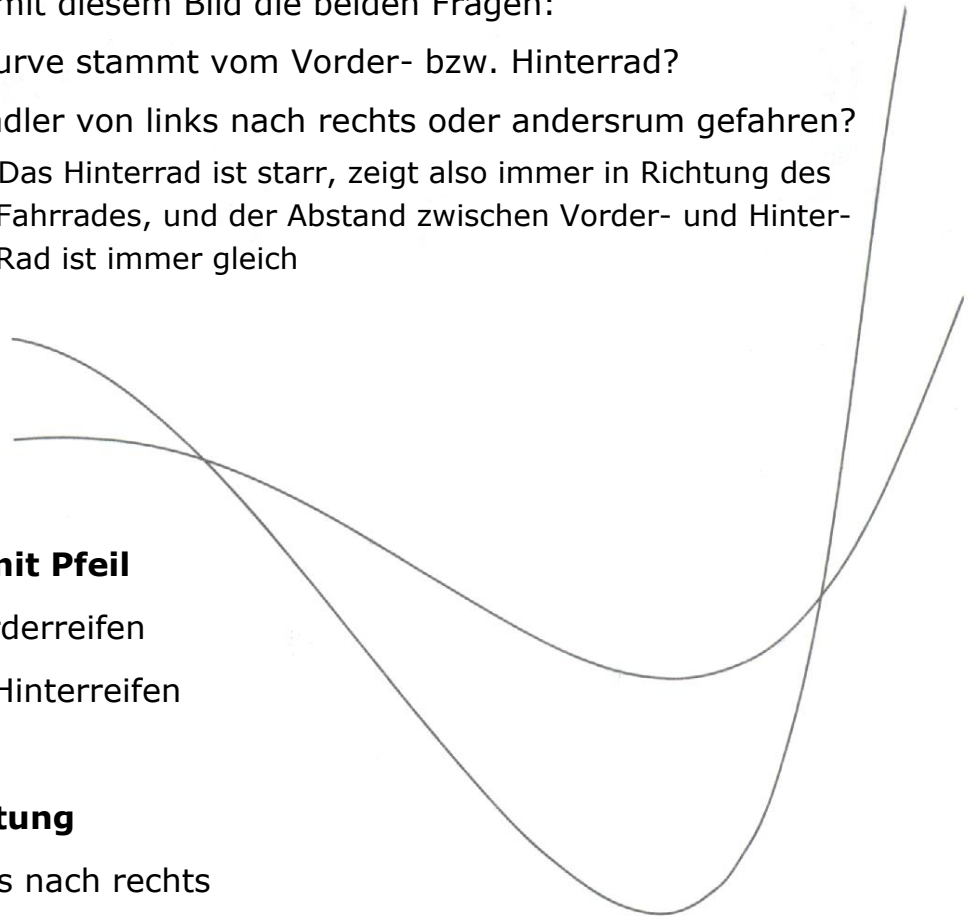 mit diesem Bild die beiden Fragen:
urve stammt vom Vorder- bzw. Hinterrad?
dler von links nach rechts oder andersrum gefahren?
Das Hinterrad ist starr, zeigt also immer in Richtung des
Fahrrades, und der Abstand zwischen Vorder- und Hinter-
Rad ist immer gleich
mit Pfeil
rderreifen
Hinterreifen
tung
s nach rechts